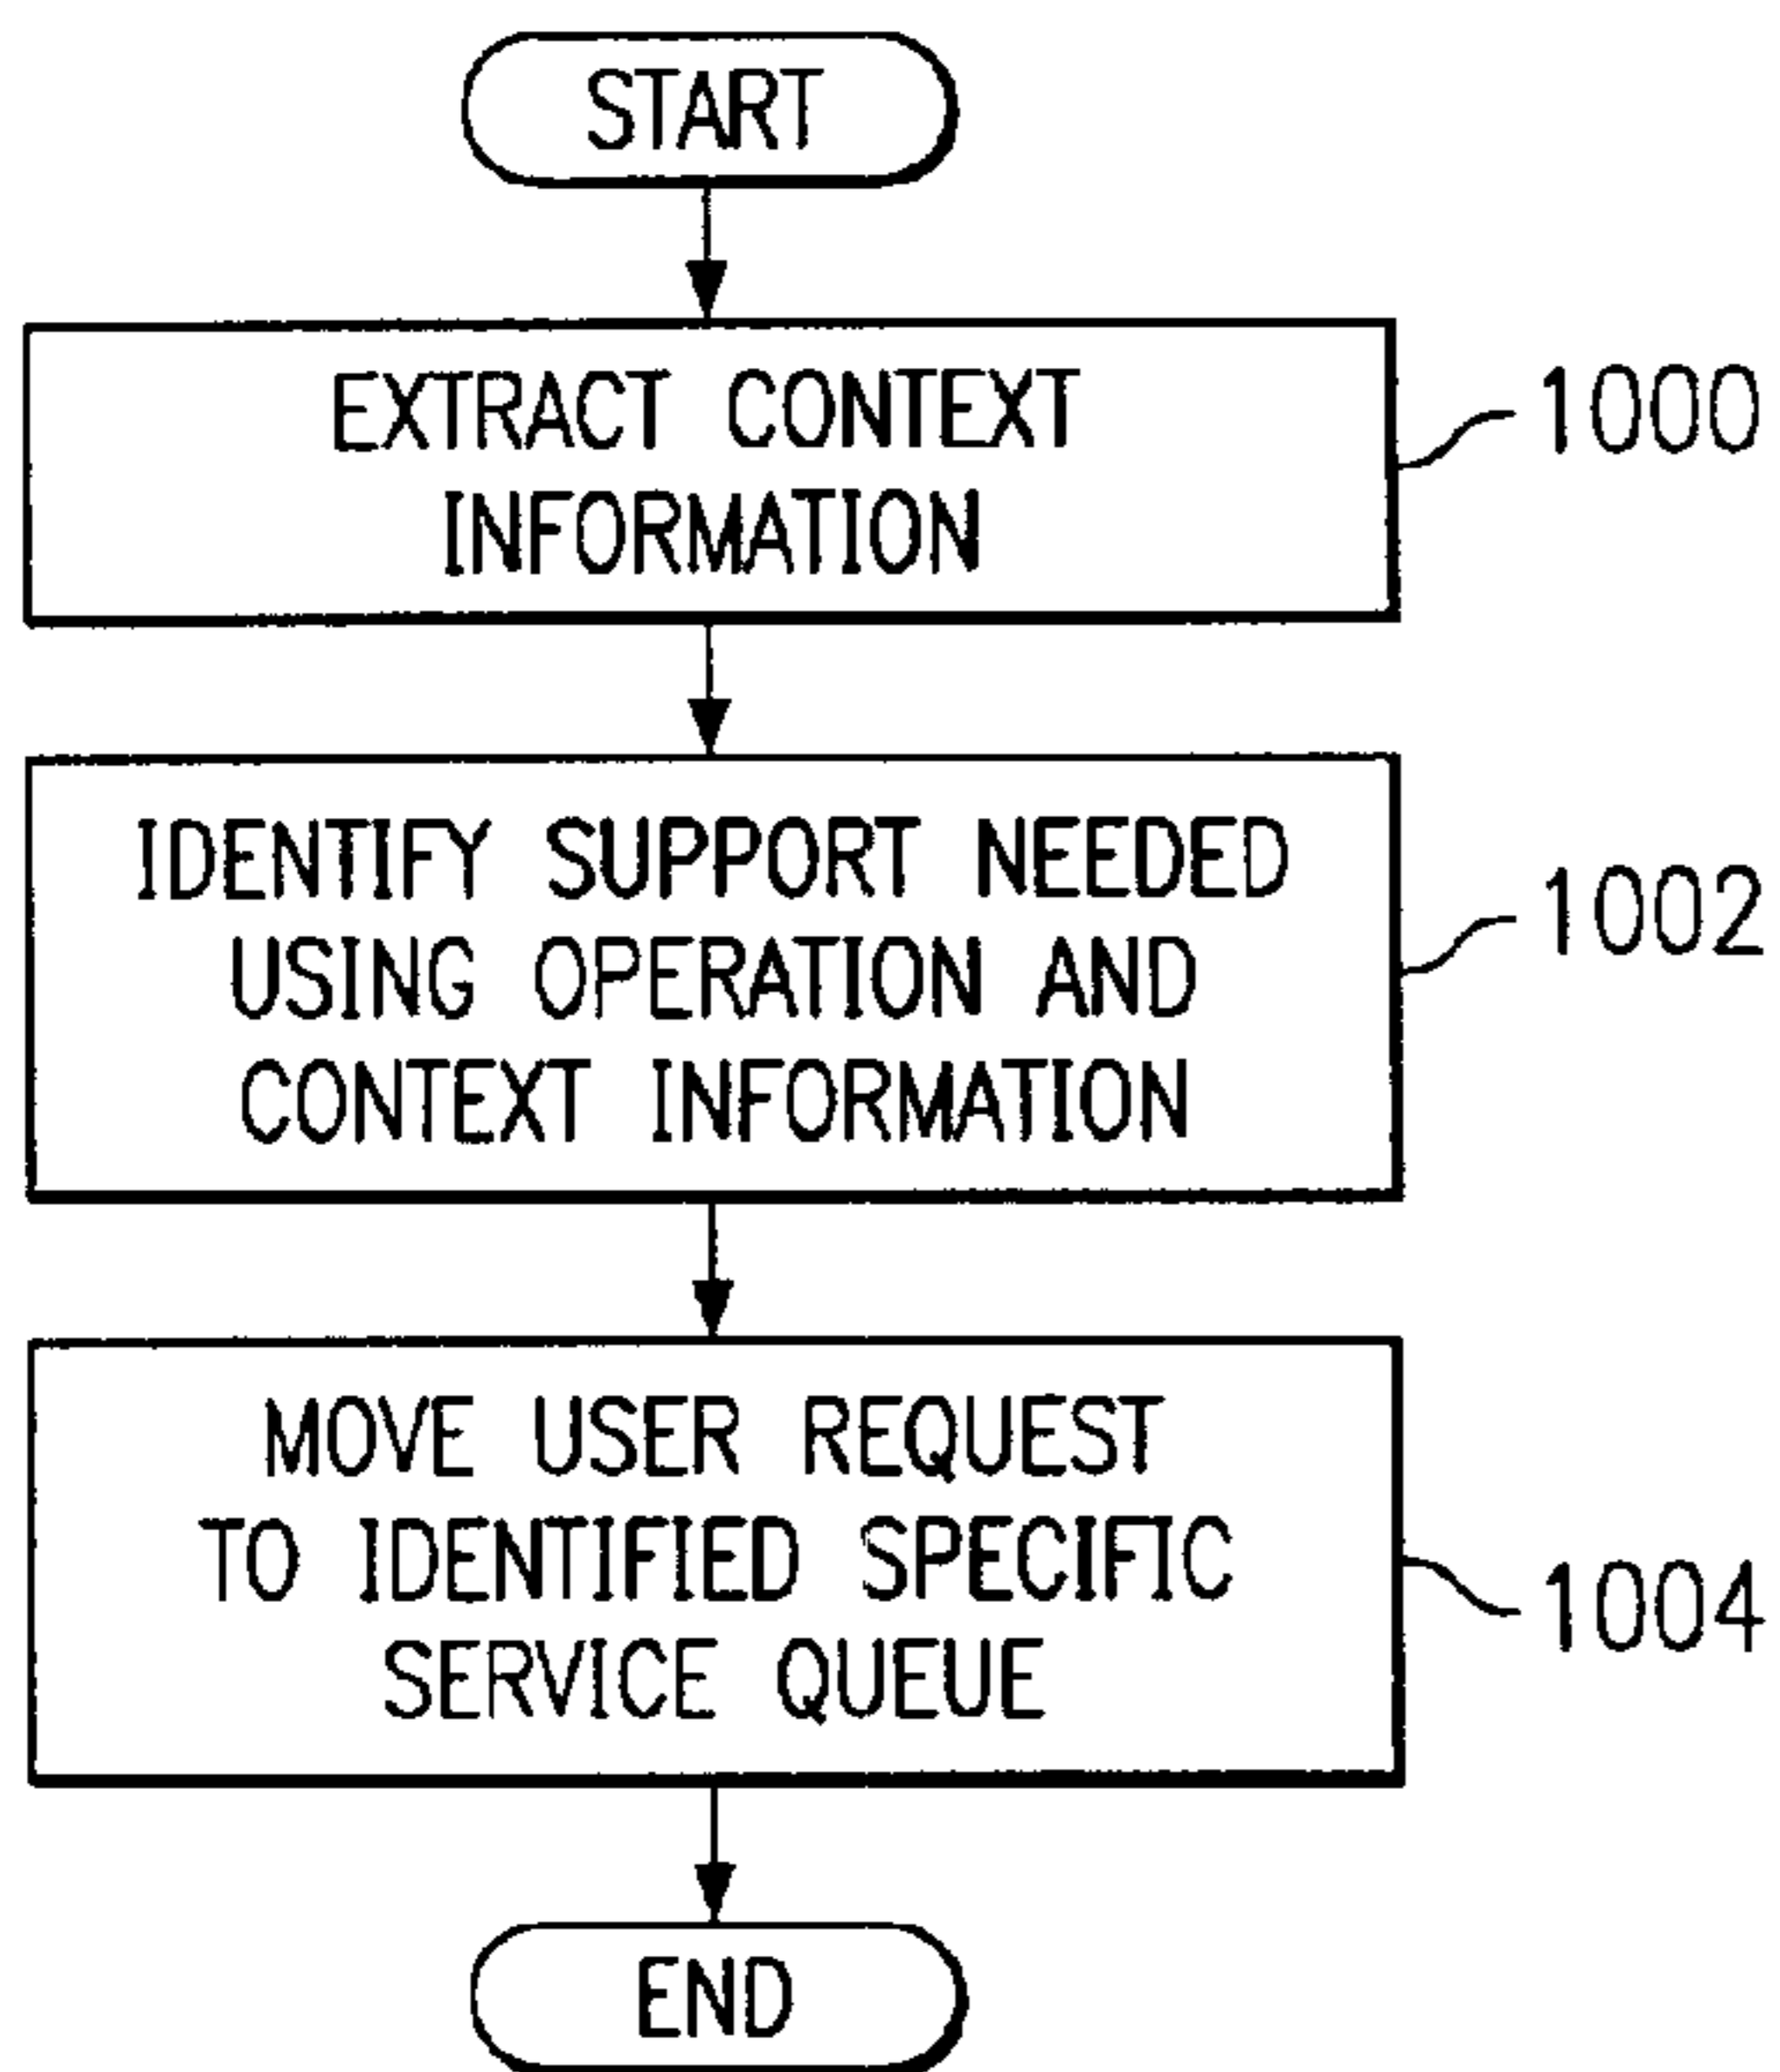 START
EXTRACT CONTEXT
INFORMATION
1000
IDENTIFY SUPPORT NEEDED
USING OPERATION AND
CONTEXT INFORMATION
1002
MOVE USER REQUEST
TO IDENTIFIED SPECIFIC
SERVICE QUEUE
1004
END